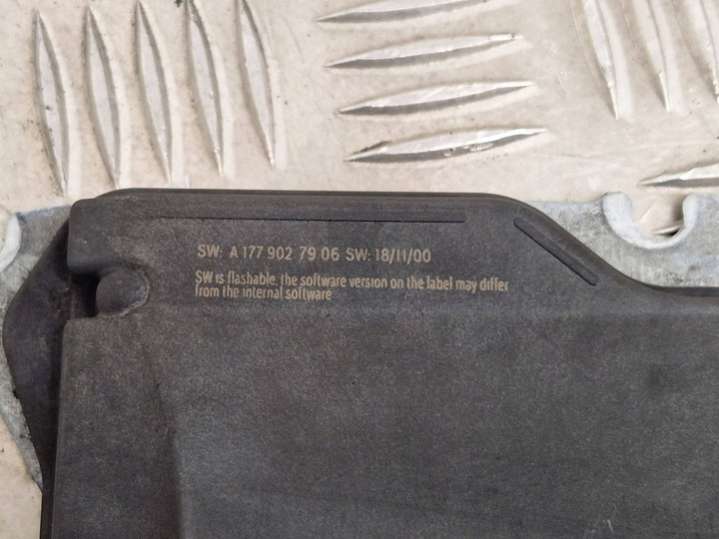 SW: A 177 902 79 06 SW: 18/11/00
SW is flashable, the software version on the label may differ
from the internal software